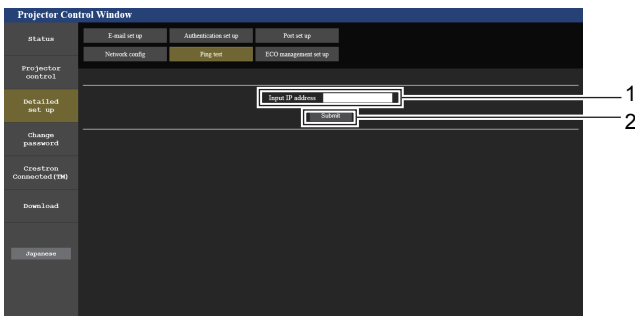 Projector Control Window
Status
E-mail set up
Authentication set up
Port set up
Network config
Ping test
ECO management set up
Projector
control
Detailed
set up
Change
password
Crestron
Connected(TM)
Download
Japanese
Input IP address
Submit
1
2